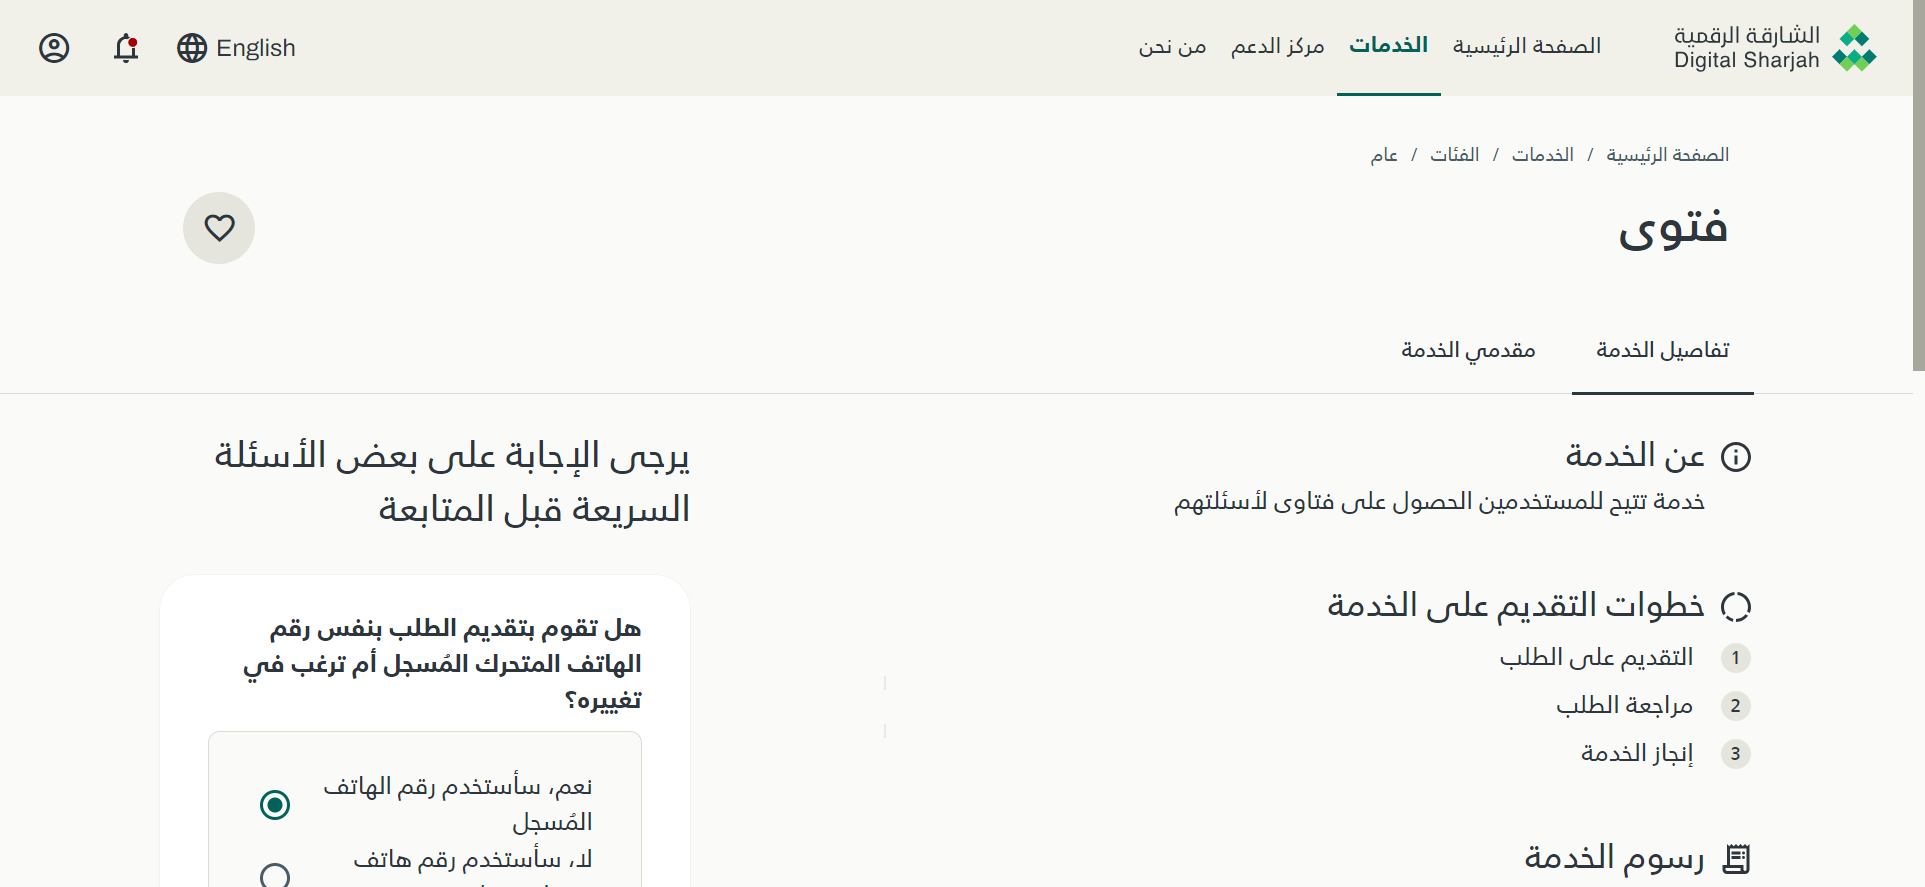 الشارقة الرقمية
Digital Sharjah
الصفحة الرئيسية
الخدمات
مركز الدعم
من نحن
English
الصفحة الرئيسية / الخدمات / الفئات / عام
فتوى
تفاصيل الخدمة
مقدمي الخدمة
عن الخدمة
خدمة تتيح للمستخدمين الحصول على فتاوى لأسئلتهم
خطوات التقديم على الخدمة
1 التقديم على الطلب
2 مراجعة الطلب
3 إنجاز الخدمة
رسوم الخدمة
يرجى الإجابة على بعض الأسئلة
السريعة قبل المتابعة
هل تقوم بتقديم الطلب بنفس رقم
الهاتف المتحرك المُسجل أم ترغب في
تغييره؟
نعم، سأستخدم رقم الهاتف
المُسجل
لا، سأستخدم رقم هاتف